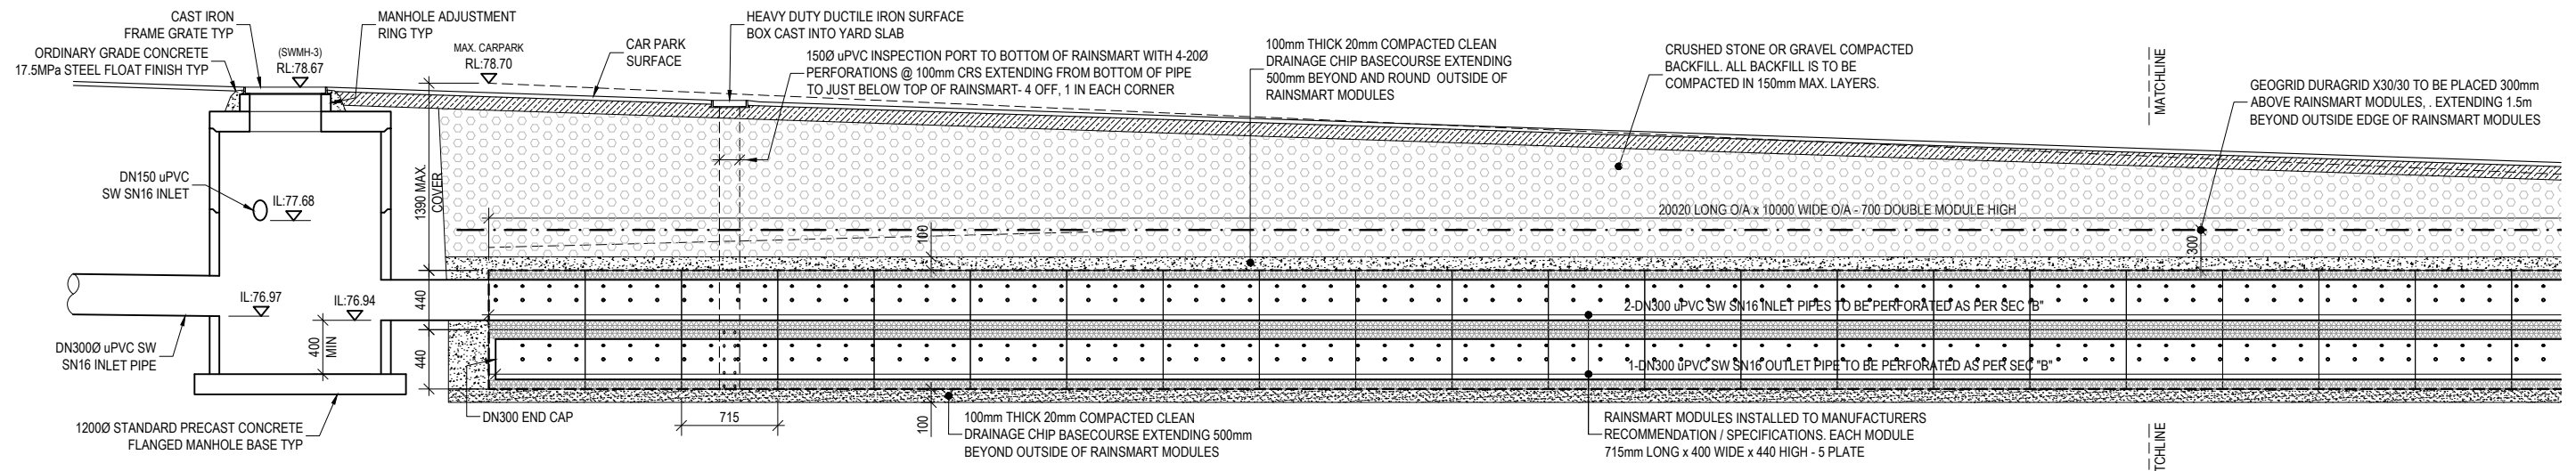 CAST IRON
FRAME GRATE TYP
ORDINARY GRADE CONCRETE
17.5MPa STEEL FLOAT FINISH TYP
(SWMH-3)
RL:78.67
MANHOLE ADJUSTMENT
RING TYP
MAX. CARPARK
RL:78.70
CAR PARK
SURFACE
HEAVY DUTY DUCTILE IRON SURFACE
BOX CAST INTO YARD SLAB
150Ø uPVC INSPECTION PORT TO BOTTOM OF RAINSMART WITH 4-20Ø
PERFORATIONS @ 100mm CRS EXTENDING FROM BOTTOM OF PIPE
TO JUST BELOW TOP OF RAINSMART- 4 OFF, 1 IN EACH CORNER
100mm THICK 20mm COMPACTED CLEAN
DRAINAGE CHIP BASECOURSE EXTENDING
500mm BEYOND AND ROUND OUTSIDE OF
RAINSMART MODULES
CRUSHED STONE OR GRAVEL COMPACTED
BACKFILL. ALL BACKFILL IS TO BE
COMPACTED IN 150mm MAX. LAYERS.
MATCHLINE
GEOGRID DURAGRID X30/30 TO BE PLACED 300mm
ABOVE RAINSMART MODULES, . EXTENDING 1.5m
BEYOND OUTSIDE EDGE OF RAINSMART MODULES
DN150 uPVC
SW SN16 INLET
IL:77.68
1390 MAX.
COVER
20020 LONG O/A x 10000 WIDE O/A - 700 DOUBLE MODULE HIGH
100
300
IL:76.97
IL:76.94
440
2-DN300 uPVC SW SN16 INLET PIPES TO BE PERFORATED AS PER SEC "B"
DN300Ø uPVC SW
SN16 INLET PIPE
400
MIN
440
1-DN300 uPVC SW SN16 OUTLET PIPE TO BE PERFORATED AS PER SEC "B"
1200Ø STANDARD PRECAST CONCRETE
FLANGED MANHOLE BASE TYP
DN300 END CAP
715
100
100mm THICK 20mm COMPACTED CLEAN
DRAINAGE CHIP BASECOURSE EXTENDING 500mm
BEYOND OUTSIDE OF RAINSMART MODULES
RAINSMART MODULES INSTALLED TO MANUFACTURERS
RECOMMENDATION / SPECIFICATIONS. EACH MODULE
715mm LONG x 400 WIDE x 440 HIGH - 5 PLATE
TCHLINE